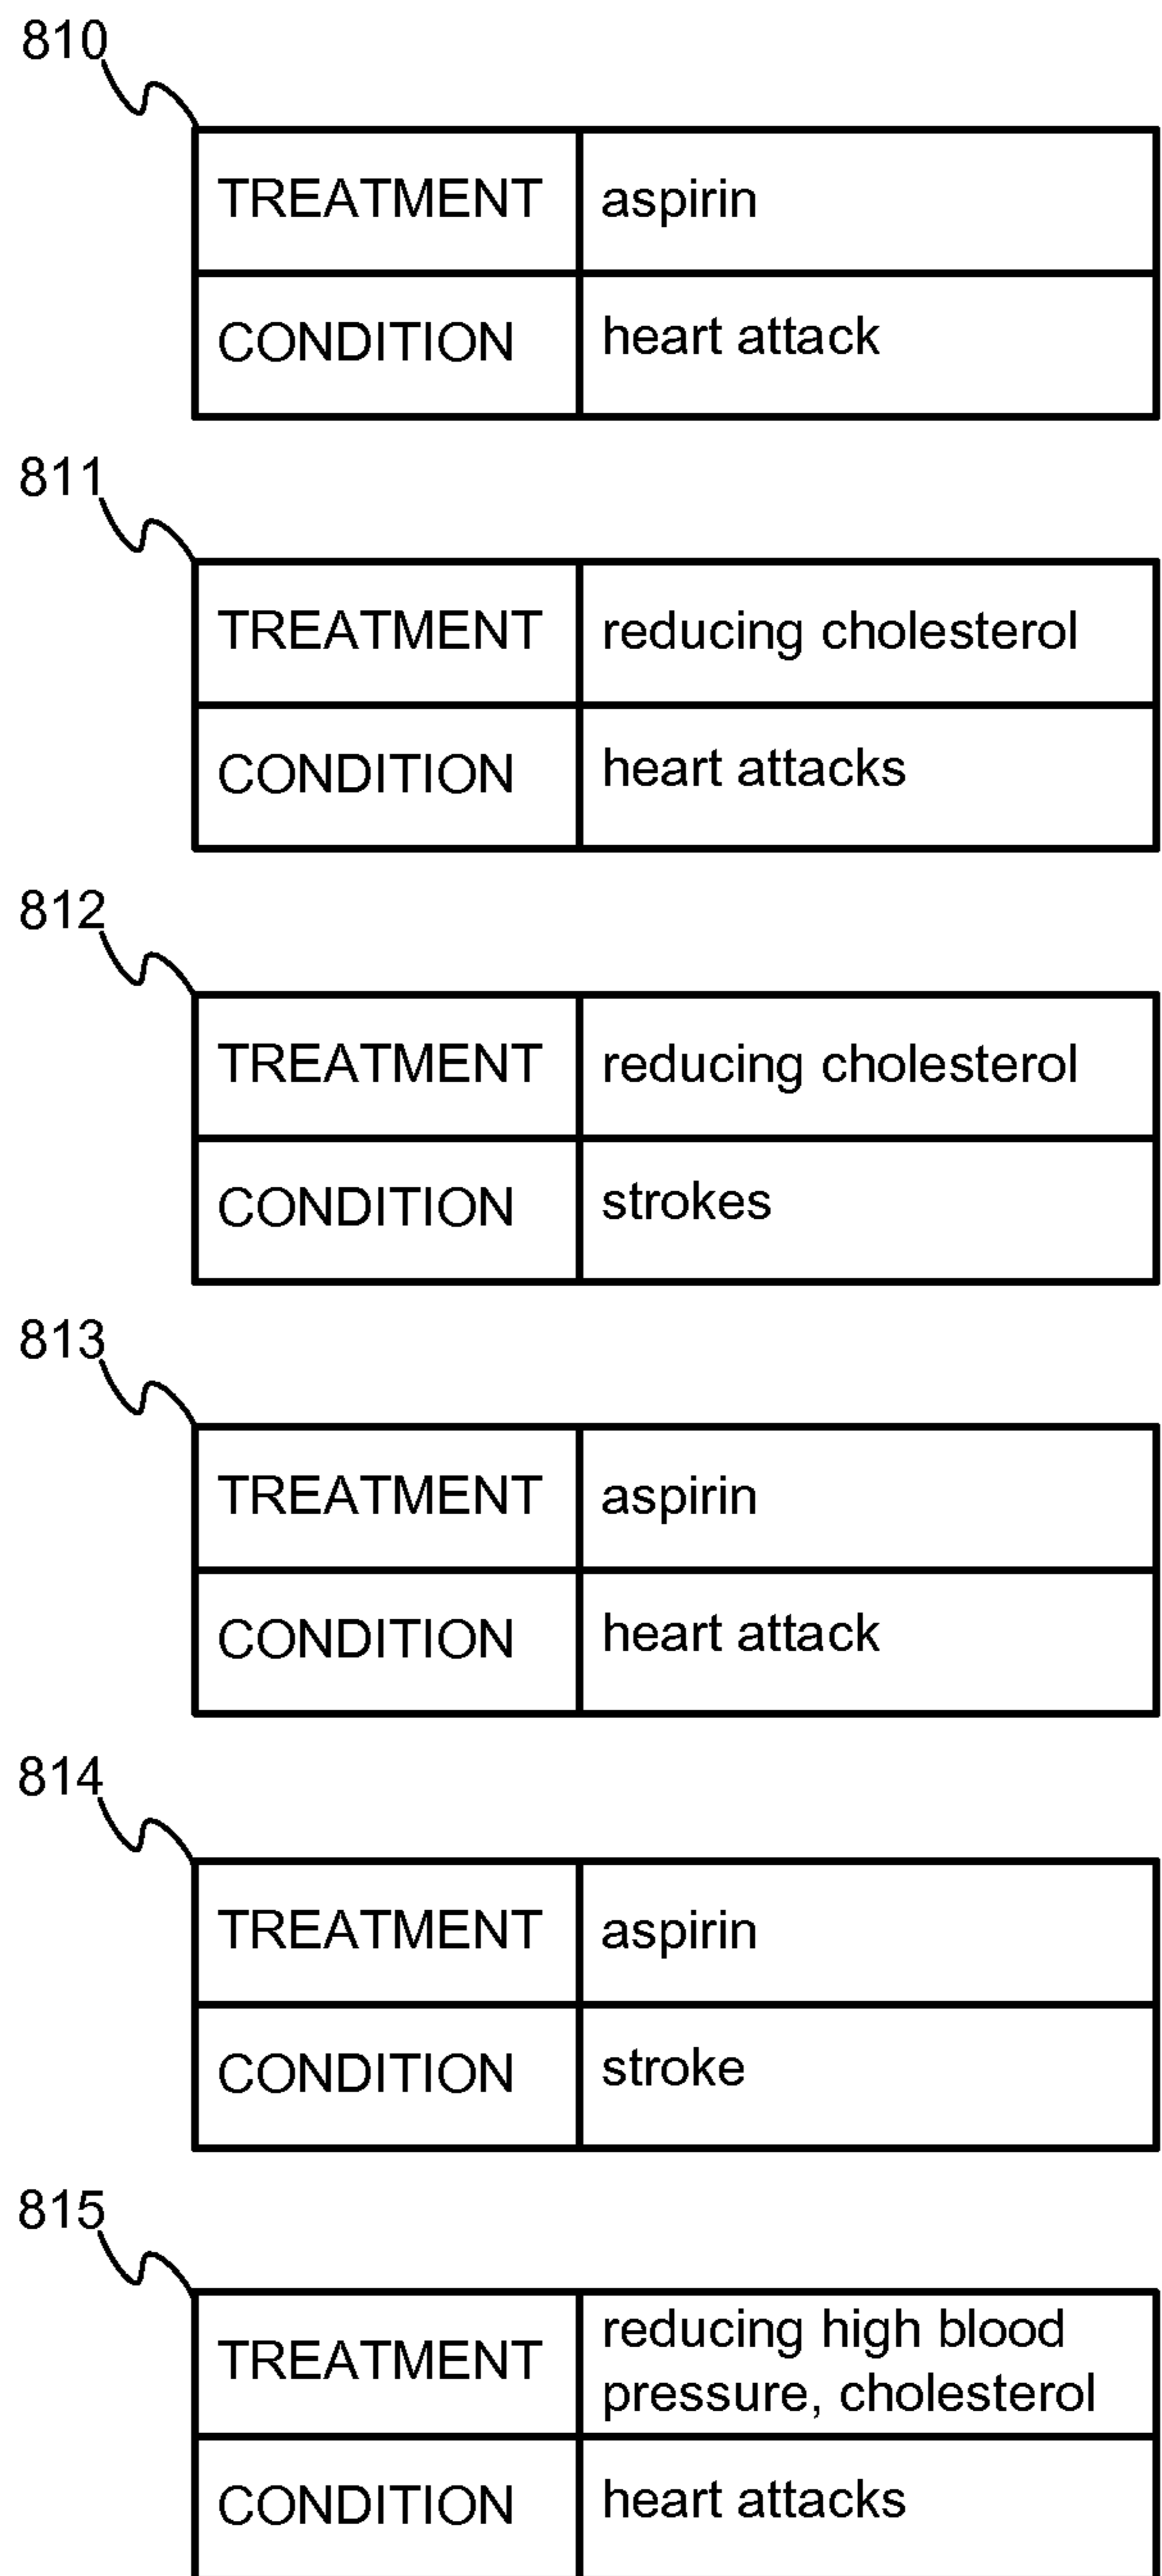 810
TREATMENT aspirin
CONDITION heart attack
811
TREATMENT reducing cholesterol
CONDITION heart attacks
812
TREATMENT reducing cholesterol
CONDITION strokes
813
TREATMENT aspirin
CONDITION heart attack
814
TREATMENT aspirin
CONDITION stroke
815
TREATMENT reducing high blood
pressure, cholesterol
CONDITION heart attacks